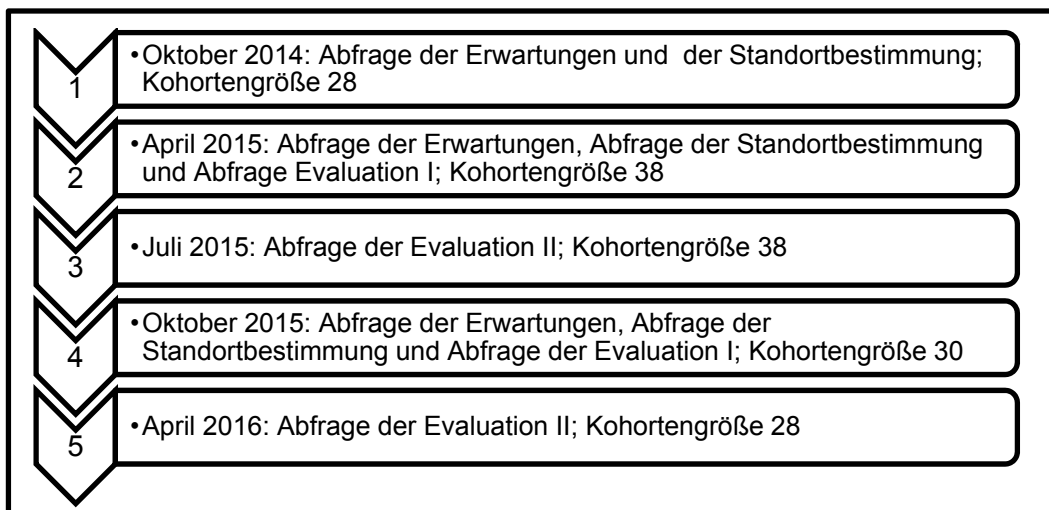 1
•Oktober 2014: Abfrage der Erwartungen und der Standortbestimmung;
Kohortengröße 28
2
•April 2015: Abfrage der Erwartungen, Abfrage der Standortbestimmung
und Abfrage Evaluation I; Kohortengröße 38
3
•Juli 2015: Abfrage der Evaluation II; Kohortengröße 38
4
•Oktober 2015: Abfrage der Erwartungen, Abfrage der
Standortbestimmung und Abfrage der Evaluation I; Kohortengröße 30
5
•April 2016: Abfrage der Evaluation II; Kohortengröße 28